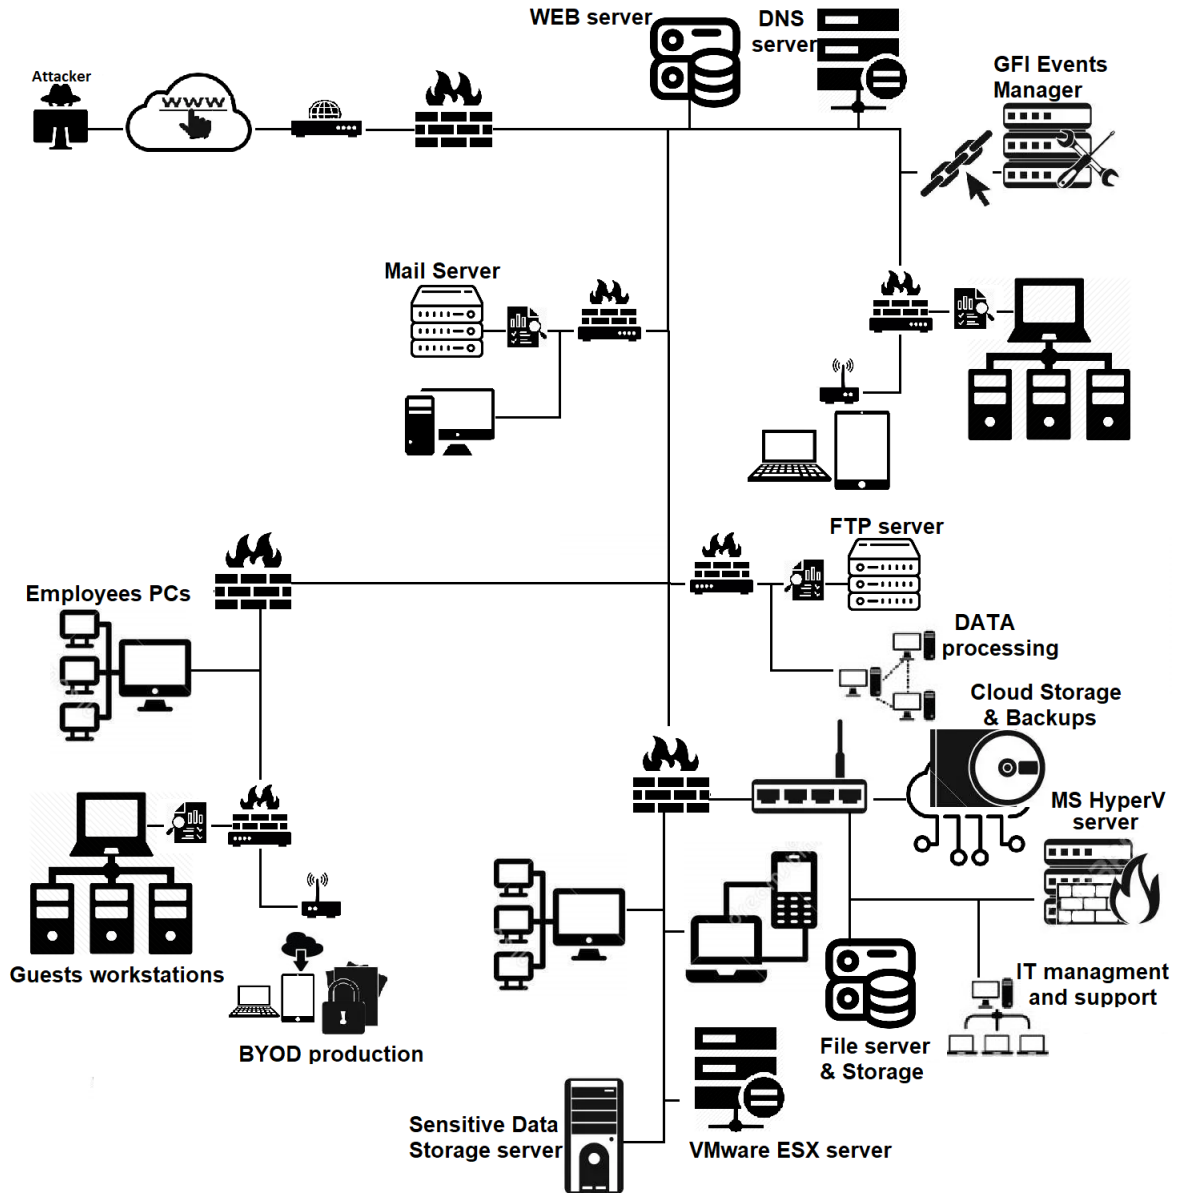 WEB server
DNS
server
Attacker
www
GFI Events
Manager
Mail Server
FTP server
Employees PCs
DATA
processing
Cloud Storage
& Backups
MS HyperV
server
Guests workstations
IT managment
and support
BYOD production
File server
& Storage
Sensitive Data
Storage server
VMware ESX server